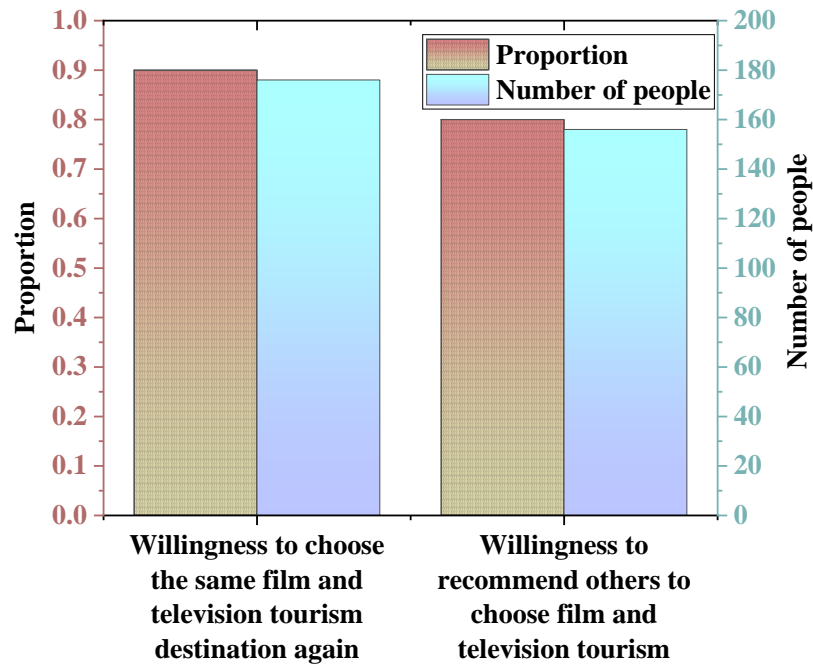 1.0
0.9
0.8
0.7
0.6
0.5
0.4
0.3
0.2
0.1
0.0
Proportion
Proportion
Number of people
200
180
160
140
120
100
80
60
40
20
0
Number of people
Willingness to choose
the same film and
television tourism
destination again
Willingness to
recommend others to
choose film and
television tourism